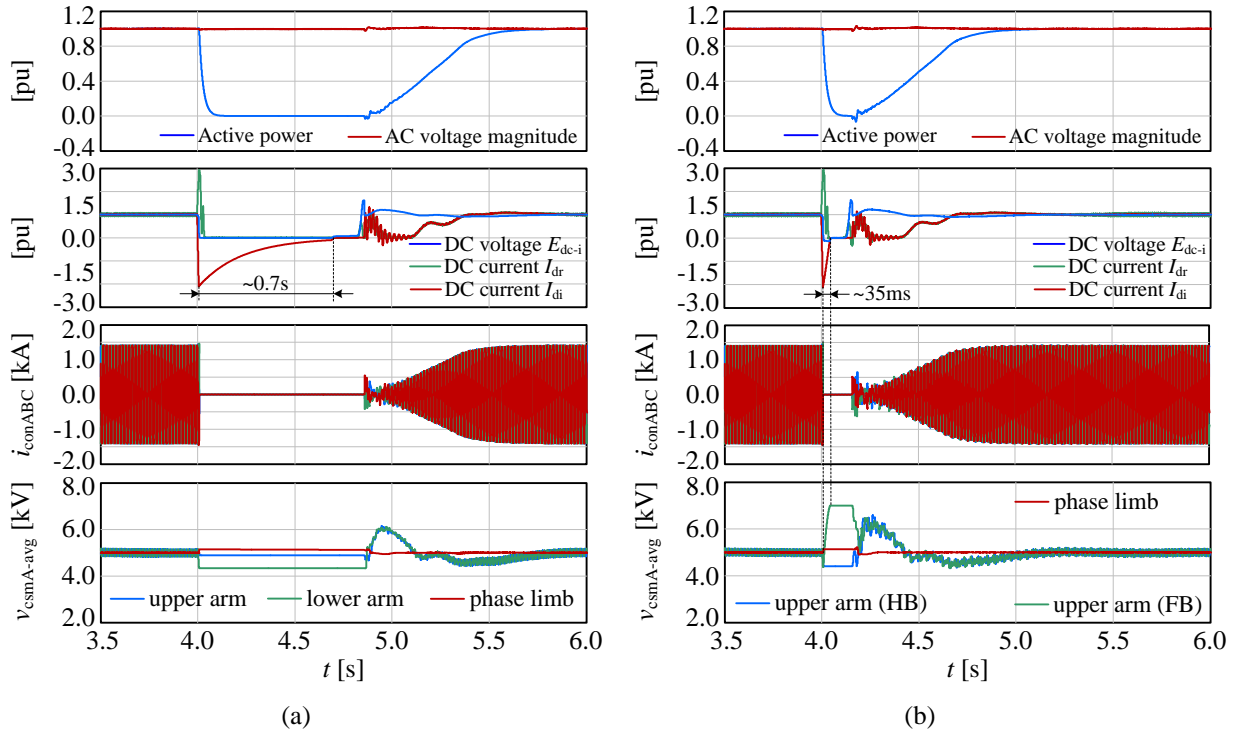 1.2
0.8
0.4
0.0
-0.4
[pu]
Active power
AC voltage magnitude
3.0
1.5
0.0
-1.5
-3.0
[pu]
DC voltage Edc-i
DC current Idr
DC current Idi
~0.7s
2.0
1.0
0.0
-1.0
-2.0
iconABC [kA]
8.0
6.0
4.0
2.0
vcsmA-avg [kV]
upper arm
lower arm
phase limb
3.5
4.0
4.5
5.0
5.5
6.0
t [s]
(a)
1.2
0.8
0.4
0.0
-0.4
[pu]
Active power
AC voltage magnitude
3.0
1.5
0.0
-1.5
-3.0
[pu]
DC voltage Edc-i
DC current Idr
DC current Idi
~35ms
2.0
1.0
0.0
-1.0
-2.0
iconABC [kA]
8.0
6.0
4.0
2.0
vcsmA-avg [kV]
phase limb
upper arm (HB)
upper arm (FB)
3.5
4.0
4.5
5.0
5.5
6.0
t [s]
(b)